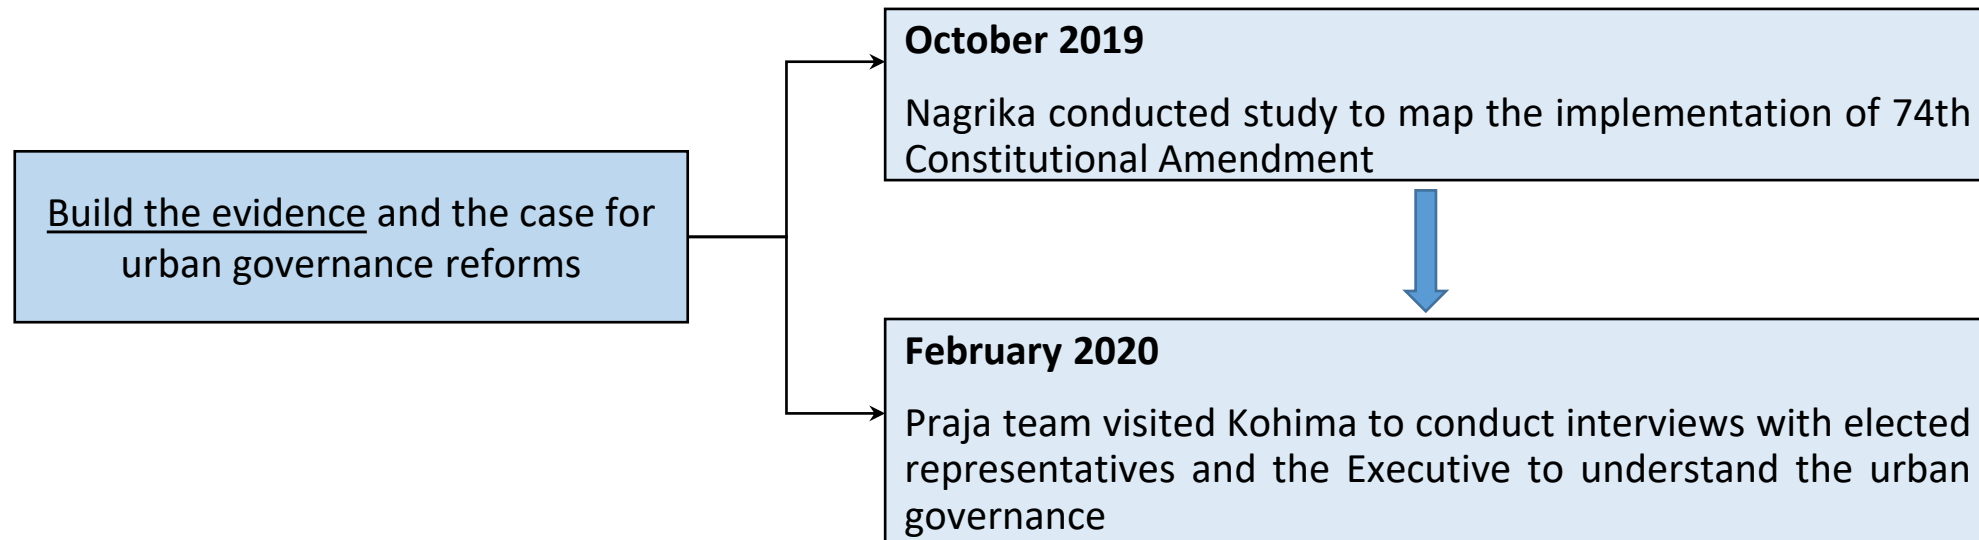 Build the evidence and the case for
urban governance reforms
October 2019
Nagrika conducted study to map the implementation of 74th
Constitutional Amendment
February 2020
Praja team visited Kohima to conduct interviews with elected
representatives and the Executive to understand the urban
governance